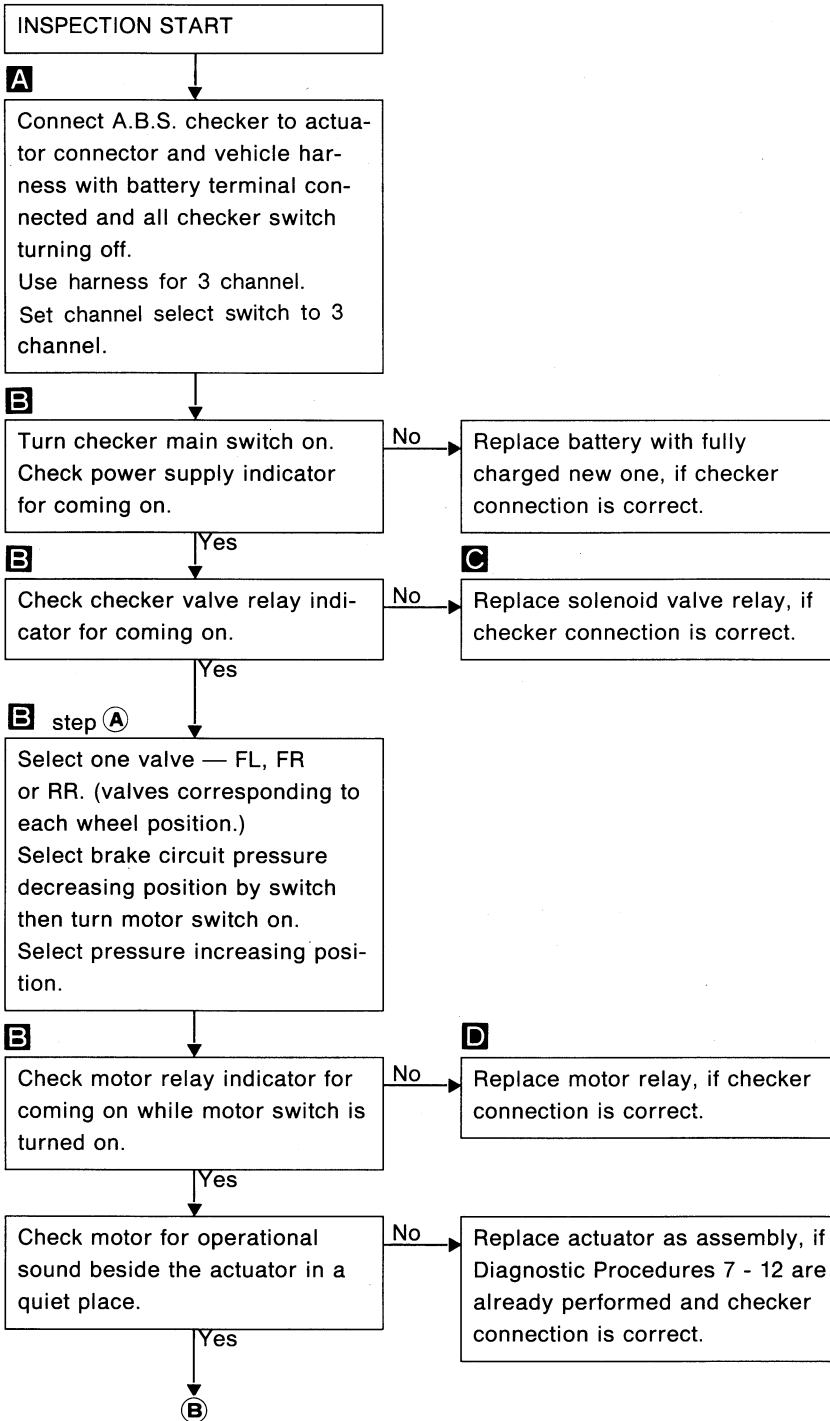 INSPECTION START
A
Connect A.B.S. checker to actua-
tor connector and vehicle har-
ness with battery terminal con-
nected and all checker switch
turning off.
Use harness for 3 channel.
Set channel select switch to 3
channel.
B
Turn checker main switch on.
Check power supply indicator
for coming on.
No
Replace battery with fully
charged new one, if checker
connection is correct.
Yes
B
Check checker valve relay indi-
cator for coming on.
No
C
Replace solenoid valve relay, if
checker connection is correct.
Yes
B step A
Select one valve — FL, FR
or RR. (valves corresponding to
each wheel position.)
Select brake circuit pressure
decreasing position by switch
then turn motor switch on.
Select pressure increasing posi-
tion.
B
Check motor relay indicator for
coming on while motor switch is
turned on.
No
D
Replace motor relay, if checker
connection is correct.
Yes
Check motor for operational
sound beside the actuator in a
quiet place.
No
Replace actuator as assembly, if
Diagnostic Procedures 7 - 12 are
already performed and checker
connection is correct.
Yes
B